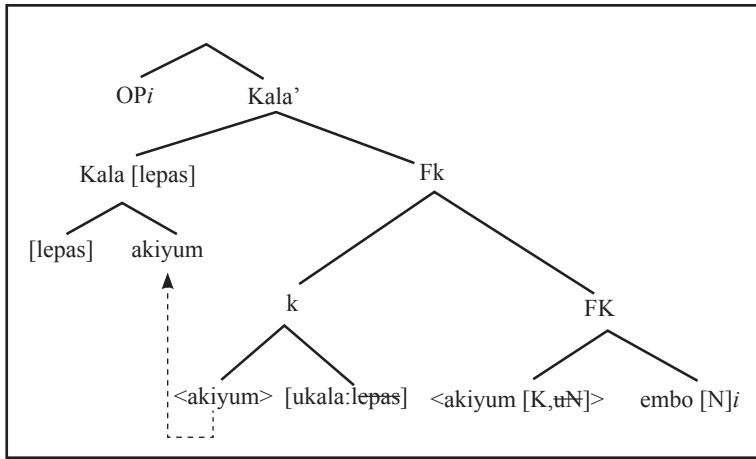 OPi Kala’
Kala [lepas] Fk
[lepas] akiyum
k FK
<akiyum> [ukala:lepas] <akiyum [K,uN]> embo [N]i